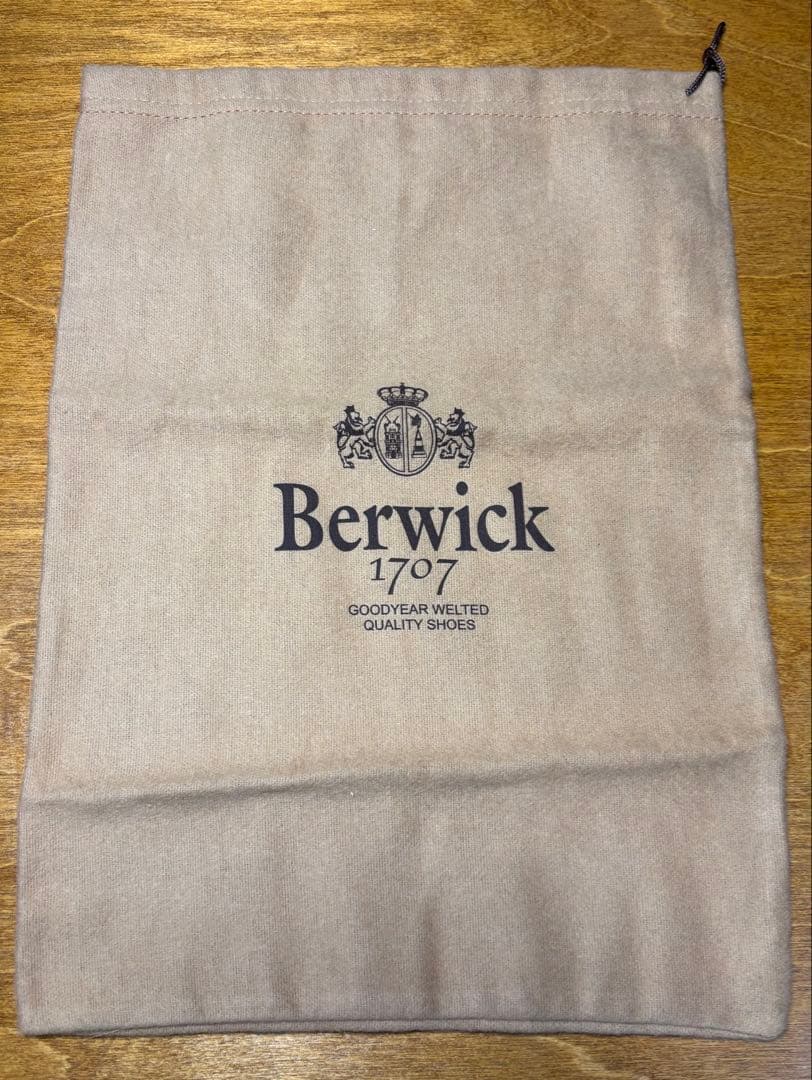 Berwick
1707
GOODYEAR WELTED
QUALITY SHOES